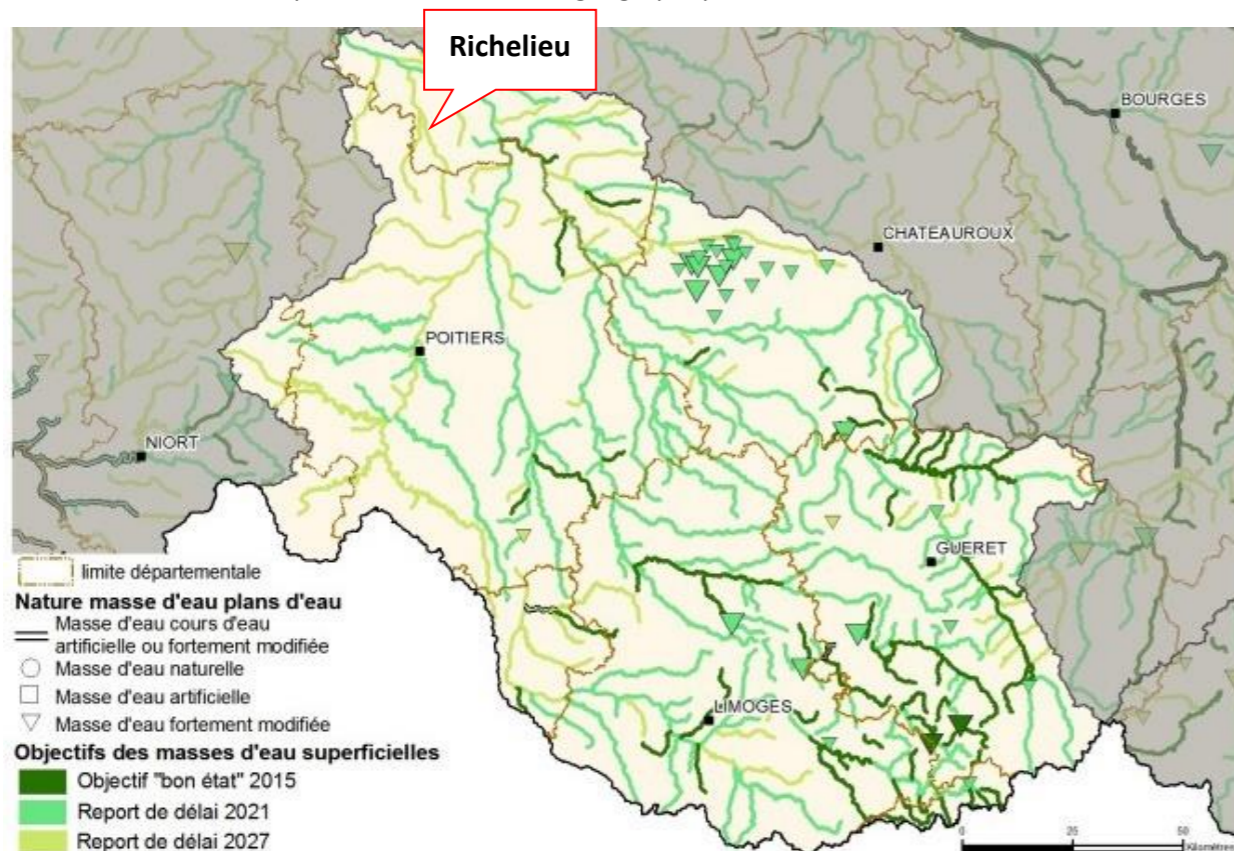 Richelieu
BOURGES
CHATEAUROUX
POITIERS
NIORT
GUERET
LIMOGES
limite départementale
Nature masse d'eau plans d'eau
Masse d'eau cours d'eau
artificielle ou fortement modifiée
Masse d'eau naturelle
Masse d'eau artificielle
Masse d'eau fortement modifiée
Objectifs des masses d'eau superficielles
Objectif "bon état" 2015
Report de délai 2021
Report de délai 2027
0 25 50
Kilomètres